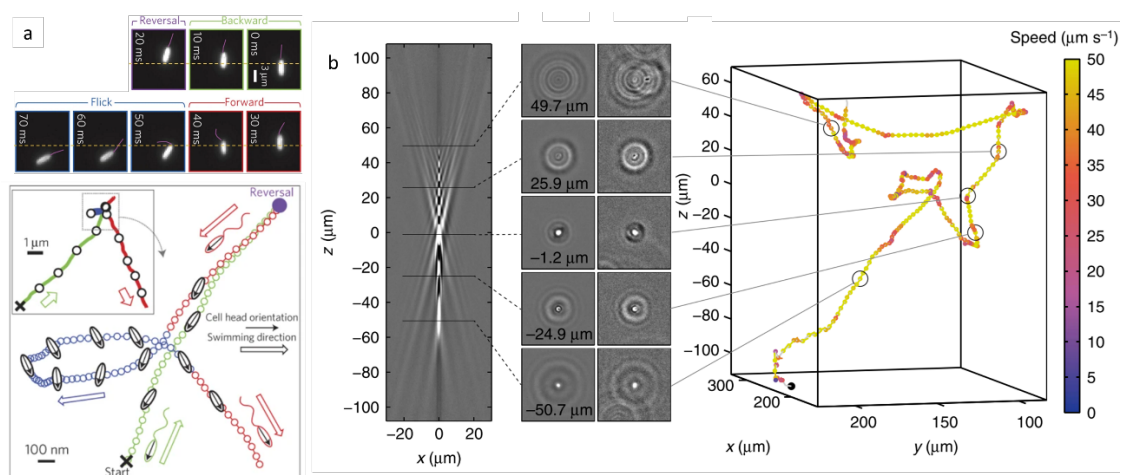 a
Reversal
Backward
20 ms
10 ms
0 ms
3 μm
Flick
Forward
70 ms
60 ms
50 ms
40 ms
30 ms
Reversal
1 μm
Cell head orientation
Swimming direction
100 nm
Start
b
z (μm)
100
80
60
40
20
0
−20
−40
−60
−80
−100
−20
0
20
x (μm)
49.7 μm
25.9 μm
−1.2 μm
−24.9 μm
−50.7 μm
z (μm)
60
40
20
0
−20
−40
−60
−80
−100
300
200
x (μm)
200
150
100
y (μm)
Speed (μm s⁻¹)
50
45
40
35
30
25
20
15
10
5
0